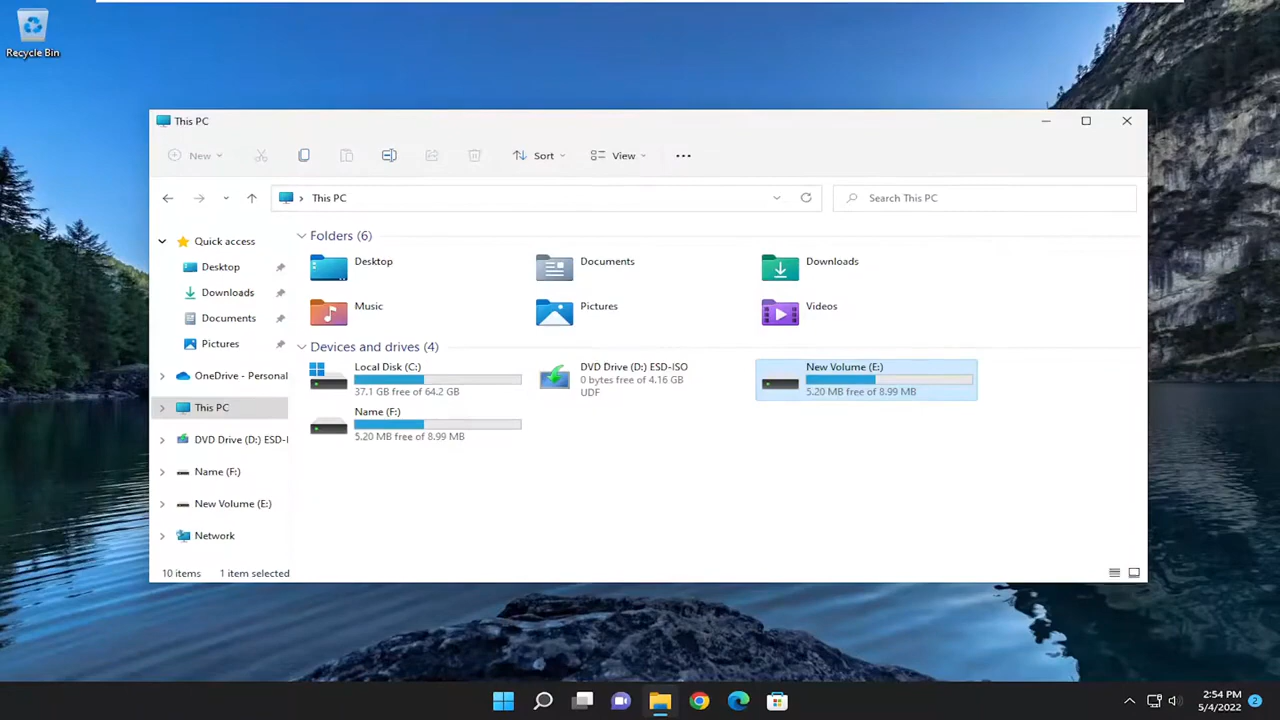 Recycle Bin
This PC
New
Sort
View
This PC
Search This PC
Quick access
Desktop
Downloads
Documents
Pictures
OneDrive - Personal
This PC
DVD Drive (D:) ESD-I
Name (F:)
New Volume (E:)
Network
Folders (6)
Desktop
Documents
Downloads
Music
Pictures
Videos
Devices and drives (4)
Local Disk (C:)
37.1 GB free of 64.2 GB
DVD Drive (D:) ESD-ISO
0 bytes free of 4.16 GB
UDF
New Volume (E:)
5.20 MB free of 8.99 MB
Name (F:)
5.20 MB free of 8.99 MB
10 items 1 item selected
2:54 PM
5/4/2022
2